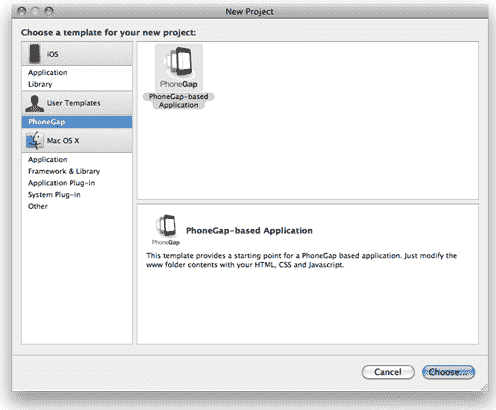 New Project
Choose a template for your new project:
iOS
Application
Library
User Templates
PhoneGap
Mac OS X
Application
Framework & Library
Application Plug-in
System Plug-in
Other
PhoneGap
PhoneGap-based
Application
PhoneGap
PhoneGap-based Application
This template provides a starting point for a PhoneGap based application. Just modify the
www folder contents with your HTML, CSS and Javascript.
Cancel
Choose...